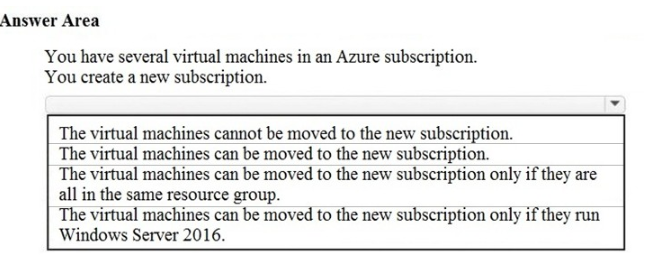 Answer Area
You have several virtual machines in an Azure subscription.
You create a new subscription.
The virtual machines cannot be moved to the new subscription.
The virtual machines can be moved to the new subscription.
The virtual machines can be moved to the new subscription only if they are
all in the same resource group.
The virtual machines can be moved to the new subscription only if they run
Windows Server 2016.